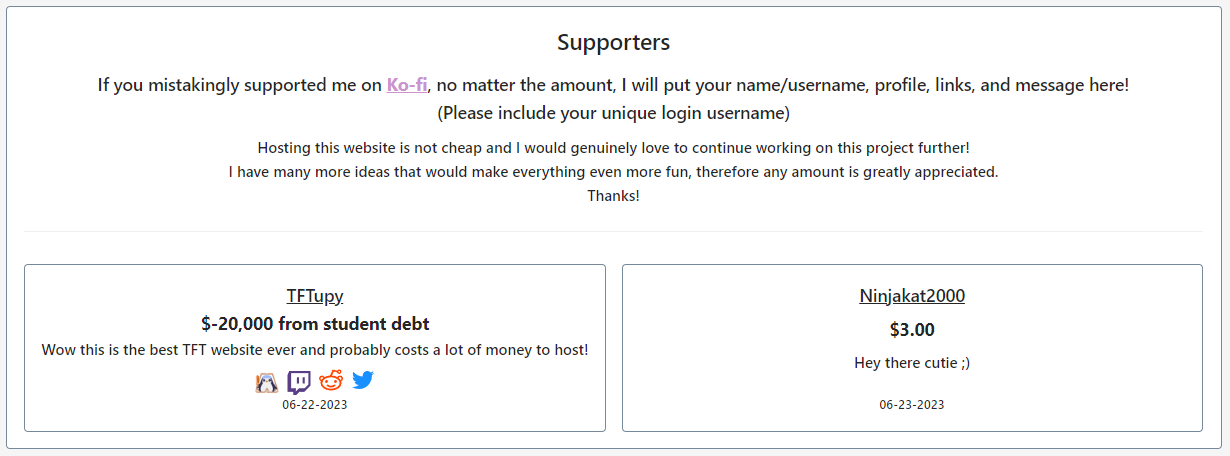 Supporters
If you mistakingly supported me on Ko-fi, no matter the amount, I will put your name/username, profile, links, and message here!
(Please include your unique login username)
Hosting this website is not cheap and I would genuinely love to continue working on this project further!
I have many more ideas that would make everything even more fun, therefore any amount is greatly appreciated.
Thanks!
TFTupy
$-20,000 from student debt
Wow this is the best TFT website ever and probably costs a lot of money to host!
06-22-2023
Ninjakat2000
$3.00
Hey there cutie ;)
06-23-2023